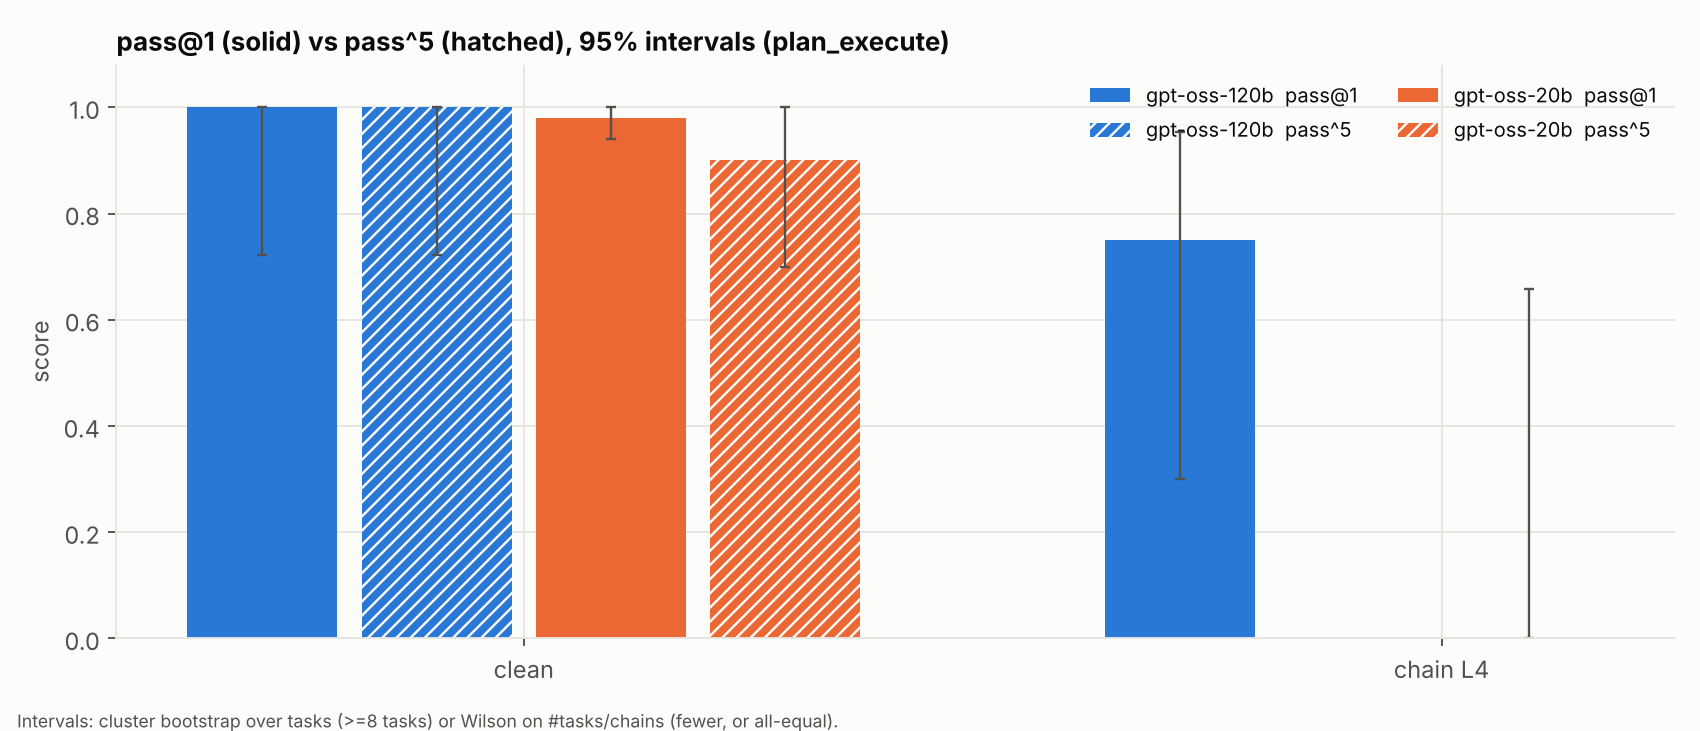 pass@1 (solid) vs pass^5 (hatched), 95% intervals (plan_execute)
gpt-oss-120b pass@1
gpt-oss-20b pass@1
gpt-oss-120b pass^5
gpt-oss-20b pass^5
1.0
0.8
0.6
0.4
0.2
0.0
score
clean
chain L4
Intervals: cluster bootstrap over tasks (>=8 tasks) or Wilson on #tasks/chains (fewer, or all-equal).